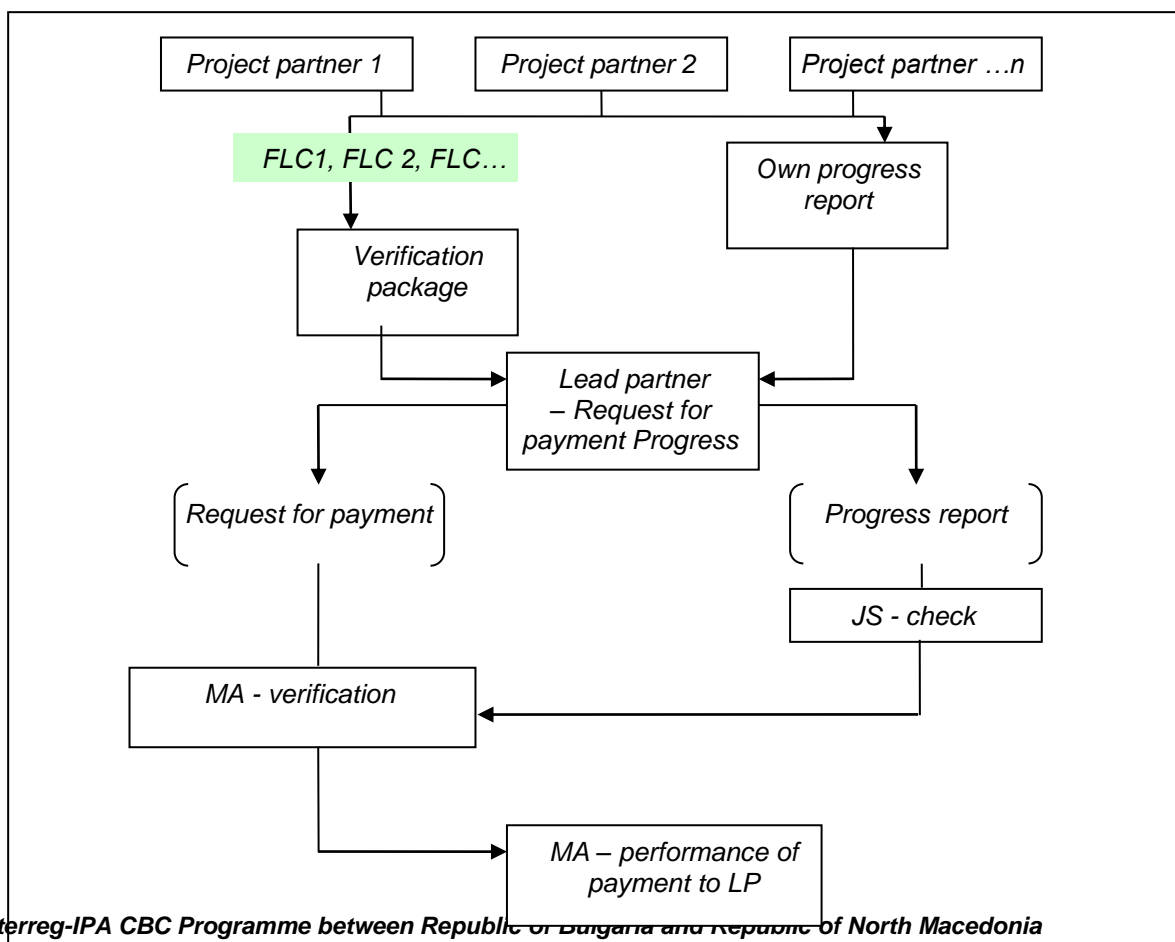 Project partner 1
Project partner 2
Project partner …n
FLC1, FLC 2, FLC…
Own progress
report
Verification
package
Lead partner
– Request for
payment Progress
Request for payment
Progress report
JS - check
MA - verification
MA – performance of
payment to LP
terreg-IPA CBC Programme between Republic of Bulgaria and Republic of North Macedonia